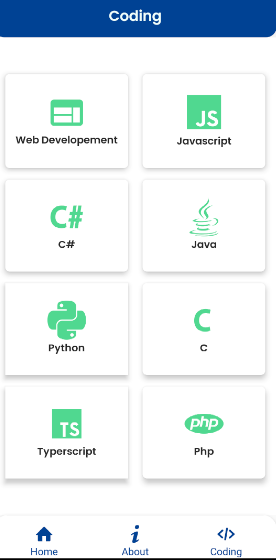 Coding
Web Developement
JS
Javascript
C#
C#
Java
Python
C
C
TS
Typerscript
php
Php
Home
About
Coding